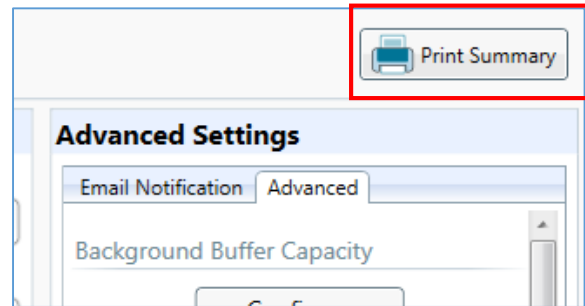 Print Summary
Advanced Settings
Email Notification Advanced
Background Buffer Capacity